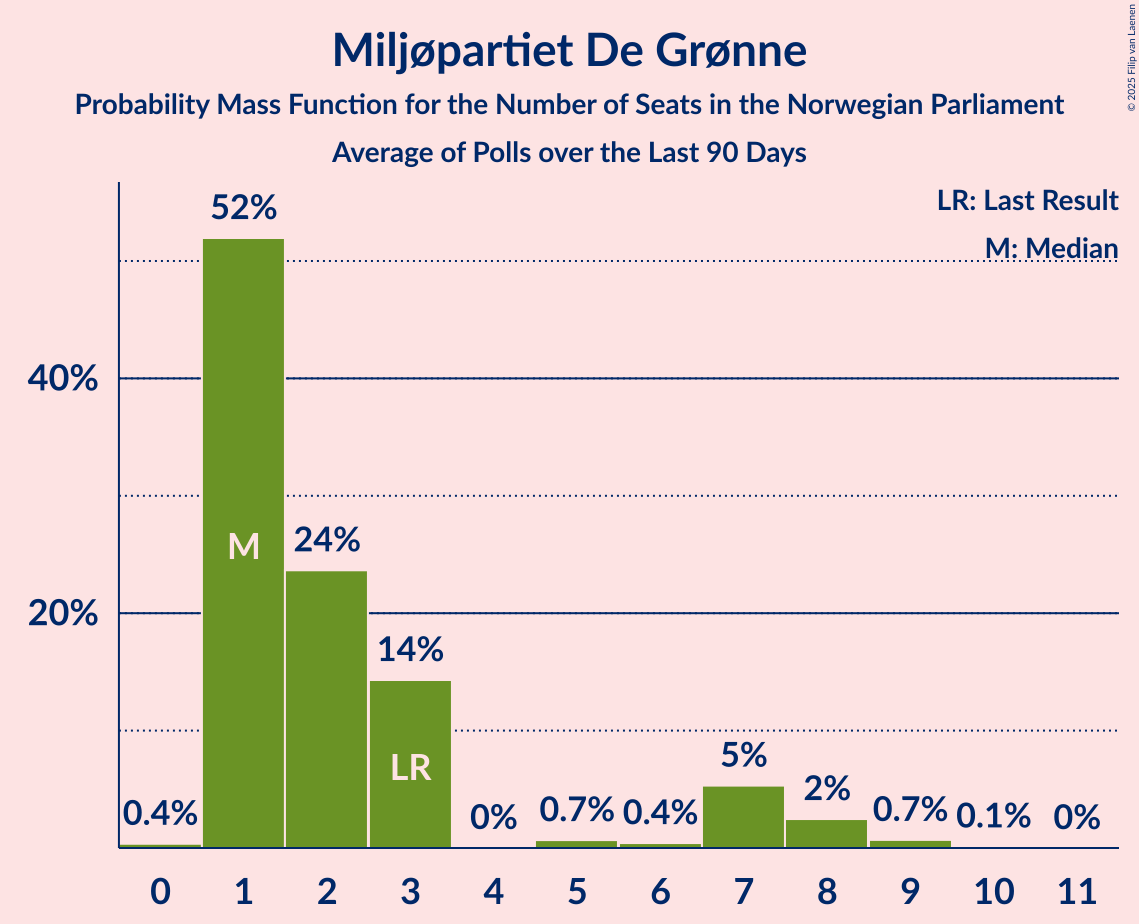 Miljøpartiet De Grønne
Probability Mass Function for the Number of Seats in the Norwegian Parliament
Average of Polls over the Last 90 Days
© 2025 Filip van Laenen
LR: Last Result
M: Median
52%
40%
M
24%
20%
14%
LR
0.4%
0%
0.7%
0.4%
5%
2%
0.7%
0.1%
0%
0 1 2 3 4 5 6 7 8 9 10 11